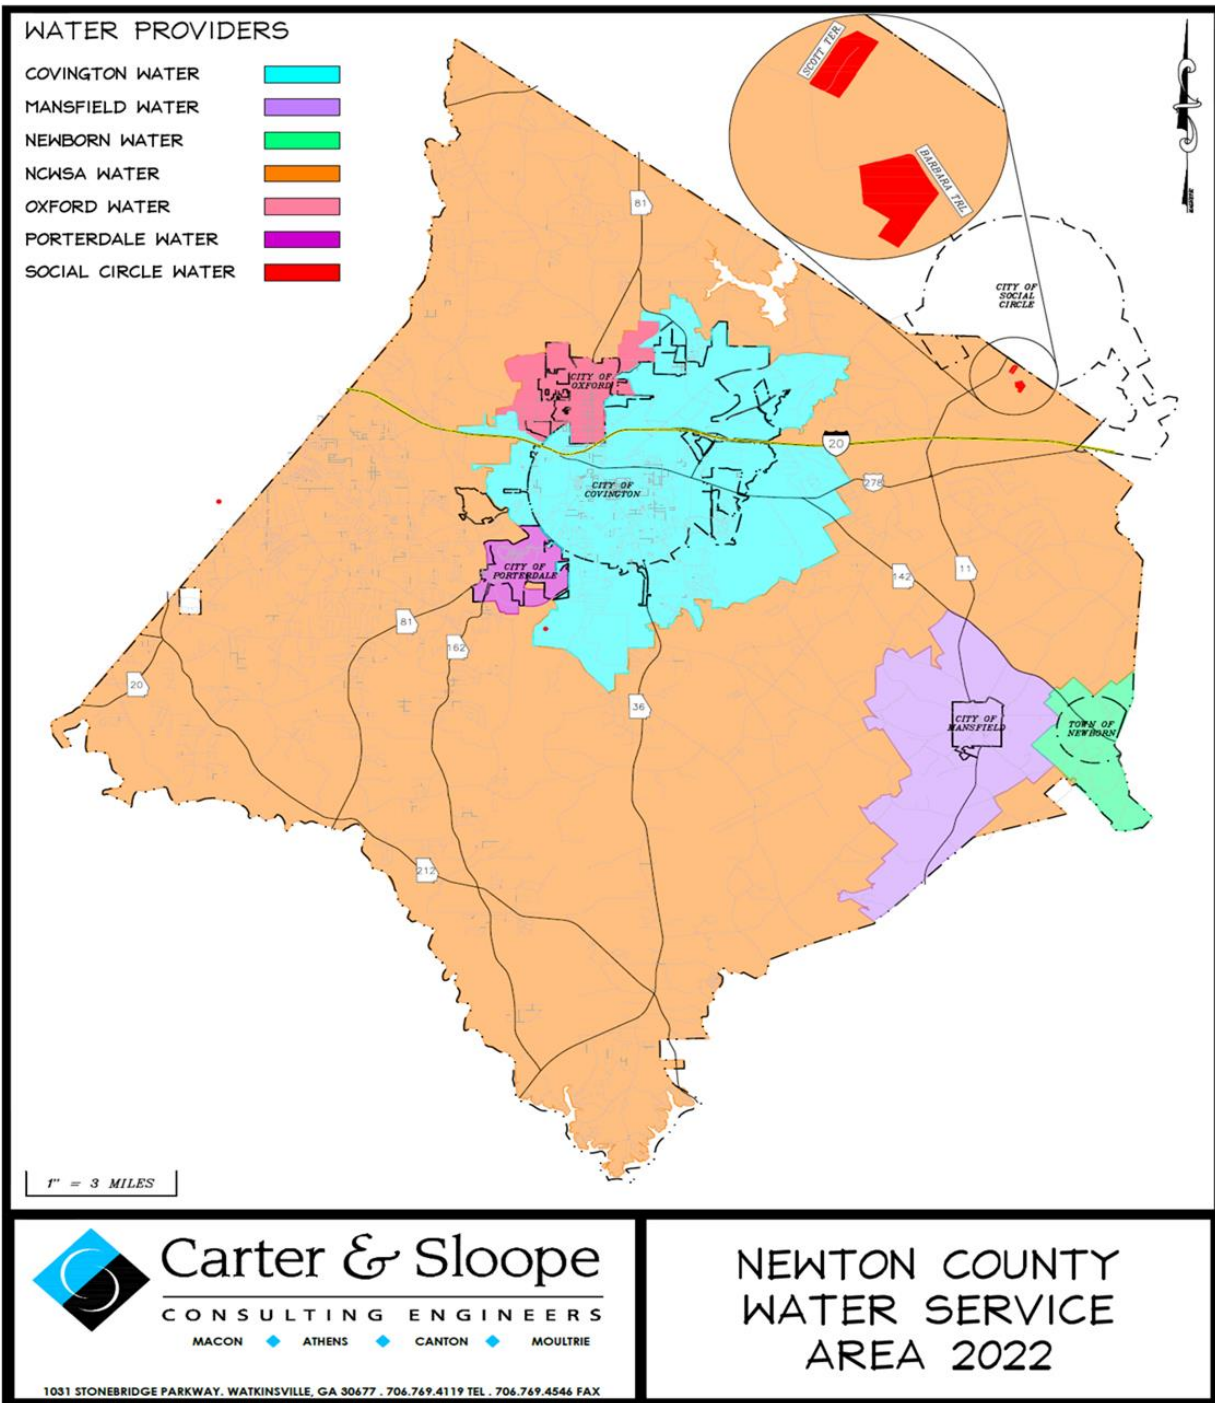 WATER PROVIDERS
COVINGTON WATER
MANSFIELD WATER
NEWBORN WATER
NCWSA WATER
OXFORD WATER
PORTERDALE WATER
SOCIAL CIRCLE WATER
SCOTT TER
BARBARA TRL
81
CITY OF
SOCIAL
CIRCLE
CITY OF
OXFORD
20
278
CITY OF
COVINGTON
CITY OF
PORTERDALE
142
11
81
162
20
36
CITY OF
MANSFIELD
TOWN OF
NEWBORN
212
1" = 3 MILES
Carter & Sloope
CONSULTING ENGINEERS
MACON ATHENS CANTON MOULTRIE
1031 STONEBRIDGE PARKWAY. WATKINSVILLE, GA 30677 . 706.769.4119 TEL . 706.769.4546 FAX
NEWTON COUNTY
WATER SERVICE
AREA 2022